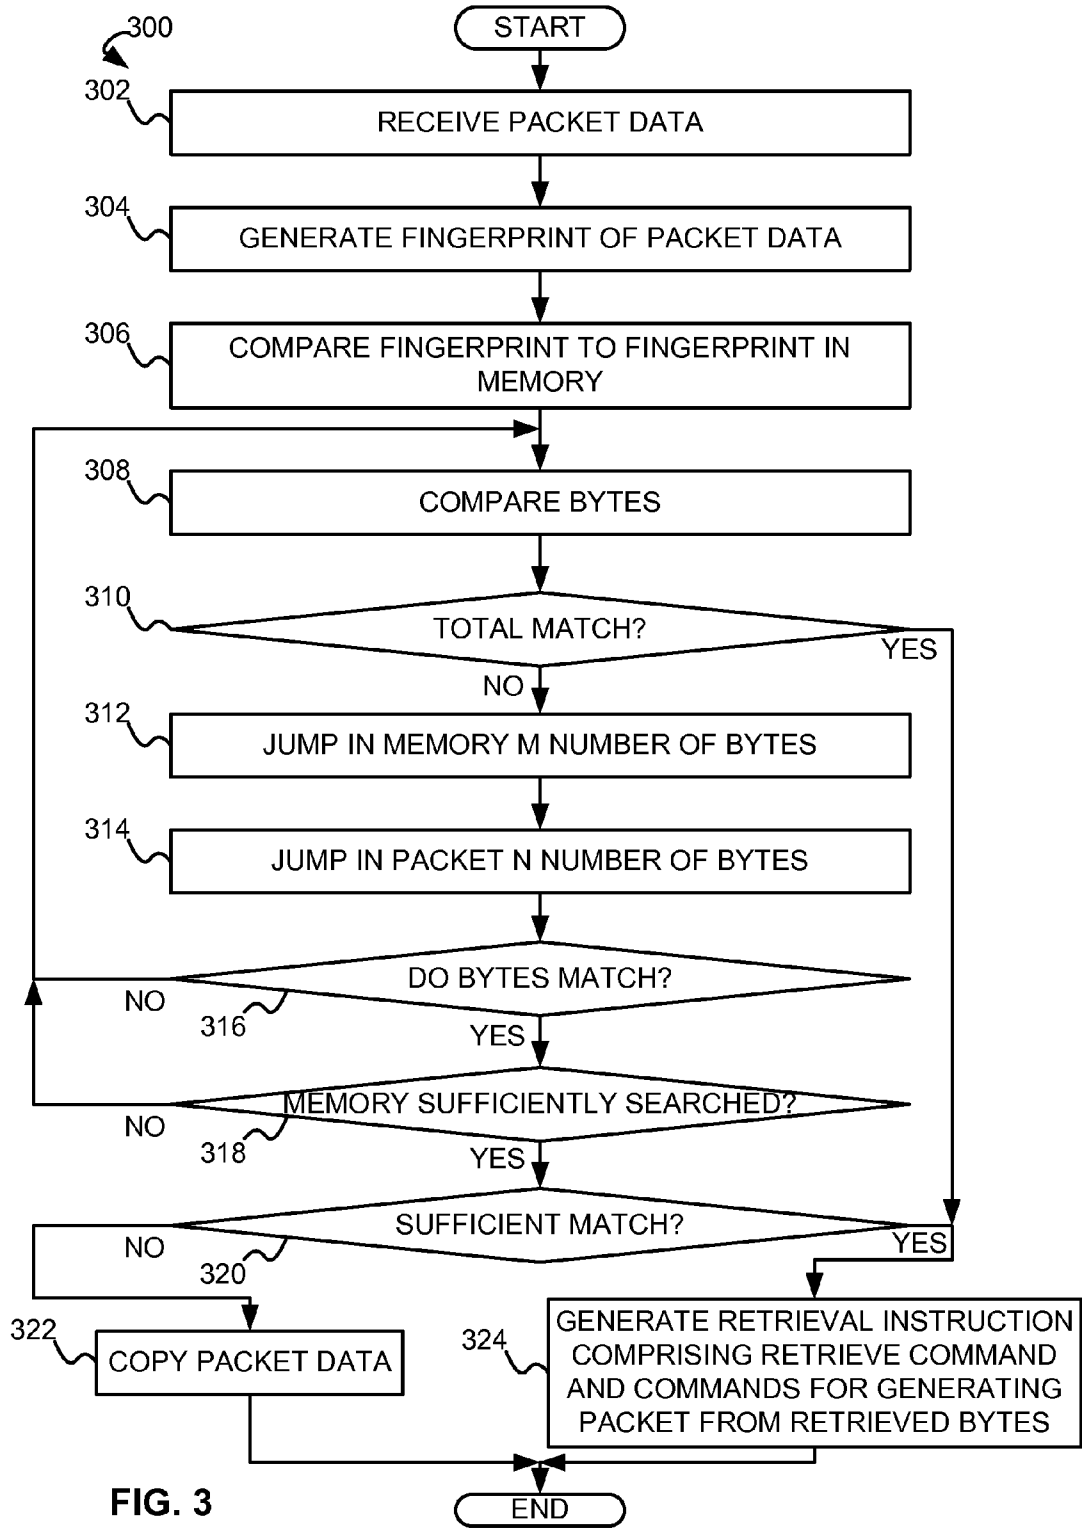 START
300
302
RECEIVE PACKET DATA
304
GENERATE FINGERPRINT OF PACKET DATA
306
COMPARE FINGERPRINT TO FINGERPRINT IN
MEMORY
308
COMPARE BYTES
310
TOTAL MATCH?
YES
NO
312
JUMP IN MEMORY M NUMBER OF BYTES
314
JUMP IN PACKET N NUMBER OF BYTES
DO BYTES MATCH?
NO
316
YES
MEMORY SUFFICIENTLY SEARCHED?
NO
318
YES
SUFFICIENT MATCH?
NO
YES
320
322
COPY PACKET DATA
324
GENERATE RETRIEVAL INSTRUCTION
COMPRISING RETRIEVE COMMAND
AND COMMANDS FOR GENERATING
PACKET FROM RETRIEVED BYTES
FIG. 3
END